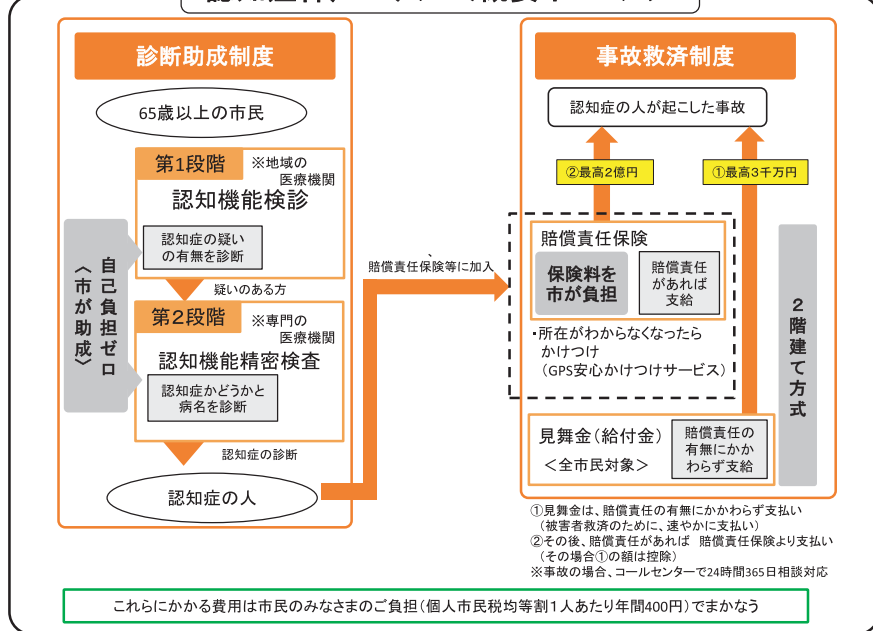 診断助成制度
65歳以上の市民
第1段階
※地域の
医療機関
認知機能検診
認知症の疑い
の有無を診断
疑いのある方
第2段階
※専門の
医療機関
認知機能精密検査
認知症かどうかと
病名を診断
自己負担ゼロ
〈市が助成〉
認知症の診断
認知症の人
、
賠償責任保険等に加入
事故救済制度
認知症の人が起こした事故
②最高2億円
①最高3千万円
賠償責任保険
保険料を
市が負担
賠償責任
があれば
支給
・所在がわからなくなったら
かけつけ
(GPS安心かけつけサービス)
見舞金(給付金)
＜全市民対象＞
賠償責任の
有無にかか
わらず支給
2階建て方式
①見舞金は、賠償責任の有無にかかわらず支払い
(被害者救済のために、速やかに支払い)
②その後、賠償責任があれば 賠償責任保険より支払い
(その場合①の額は控除)
※事故の場合、コールセンターで24時間365日相談対応
これらにかかる費用は市民のみなさまのご負担(個人市民税均等割1人あたり年間400円)でまかなう